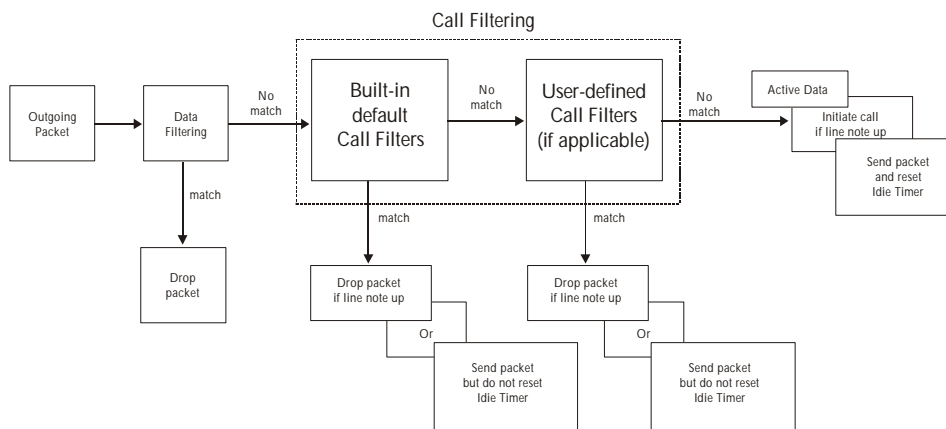 Call Filtering
Outgoing
Packet
Data
Filtering
No
match
Built-in
default
Call Filters
No
match
User-defined
Call Filters
(if applicable)
No
match
Active Data
Initiate call
if line note up
Send packet
and reset
Idie Timer
match
Drop
packet
match
Drop packet
if line note up
Or
Send packet
but do not reset
Idie Timer
match
Drop packet
if line note up
Or
Send packet
but do not reset
Idie Timer